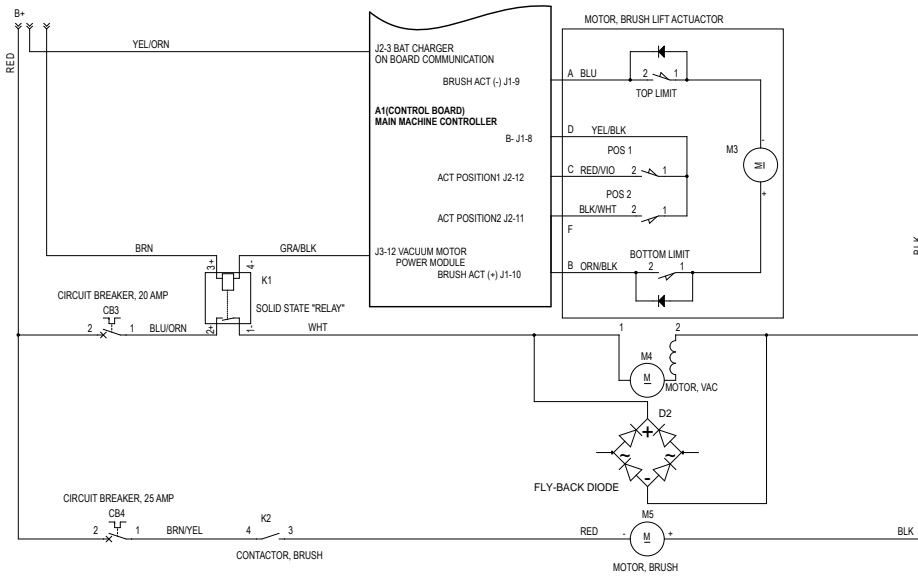 B+
RED
YEL/ORN
J2-3 BAT CHARGER
ON BOARD COMMUNICATION
BRUSH ACT (-) J1-9
A1(CONTROL BOARD)
MAIN MACHINE CONTROLLER
B- J1-8
ACT POSITION1 J2-12
ACT POSITION2 J2-11
J3-12 VACUUM MOTOR
POWER MODULE
BRUSH ACT (+) J1-10
MOTOR, BRUSH LIFT ACTUACTOR
A BLU
2 1
TOP LIMIT
D YEL/BLK
POS 1
C RED/VIO 2 1
POS 2
BLK/WHT 2 1
F
BOTTOM LIMIT
B ORN/BLK 2 1
-
M3
M
+
BLK
BRN
3+
4-
GRA/BLK
K1
SOLID STATE "RELAY"
2+
1-
CIRCUIT BREAKER, 20 AMP
CB3
2 1 BLU/ORN
WHT
1 2
M4
M
MOTOR, VAC
D2
+
~ ~
-
FLY-BACK DIODE
CIRCUIT BREAKER, 25 AMP
CB4
2 1 BRN/YEL
K2
4 3
CONTACTOR, BRUSH
RED
M5
- M +
MOTOR, BRUSH
BLK